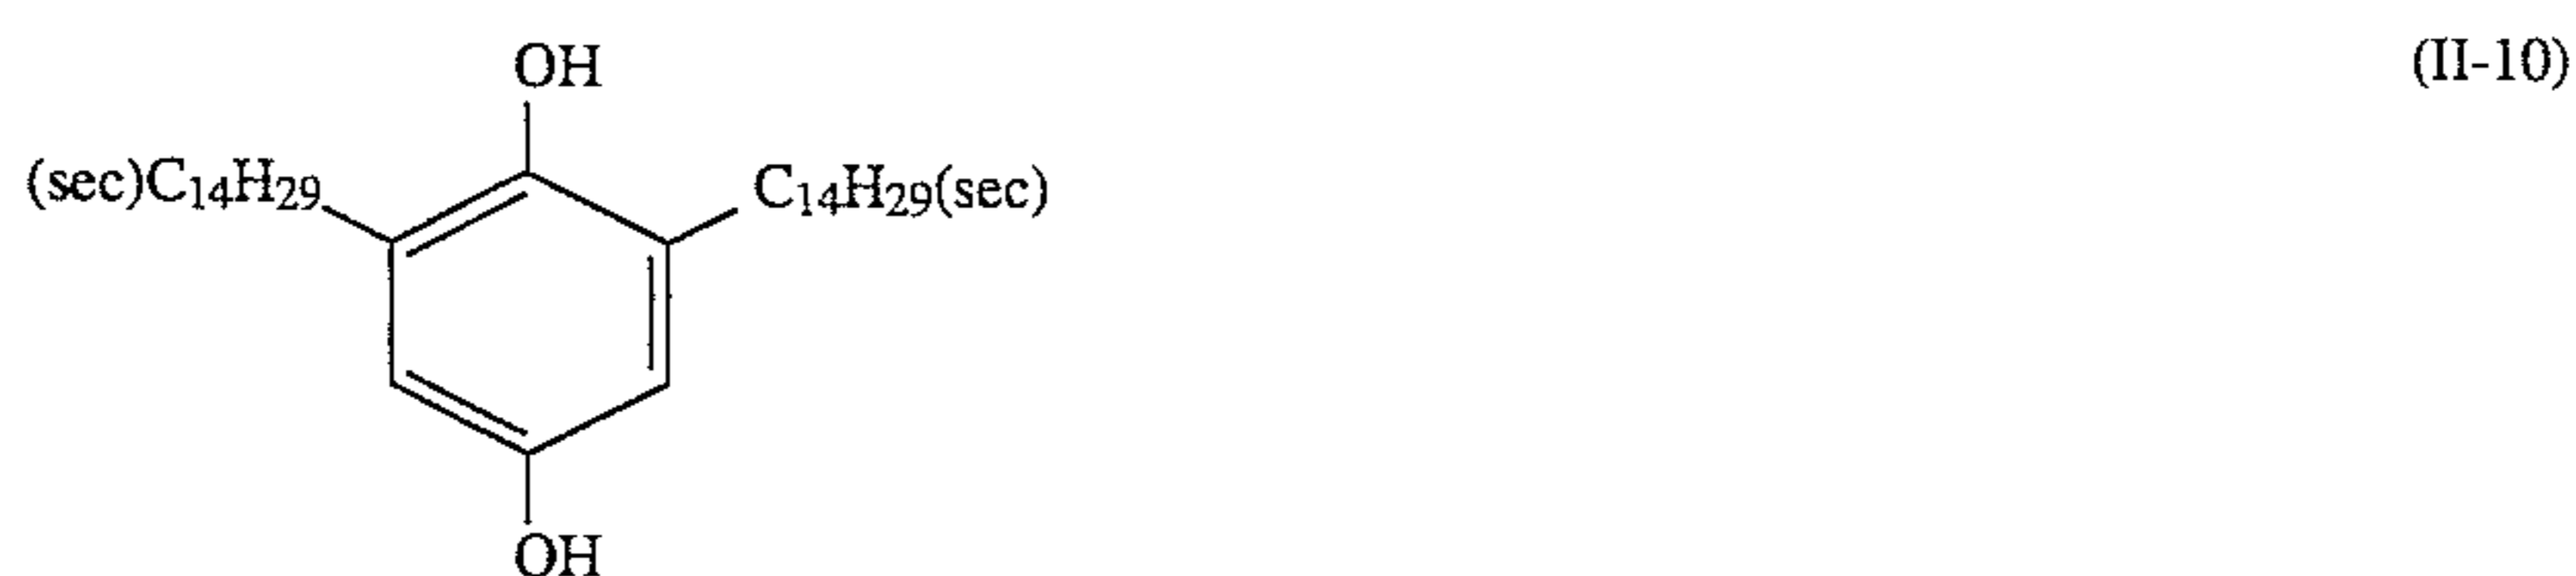 OH
(II-10)
(sec)C₁₄H₂₉
C₁₄H₂₉(sec)
OH